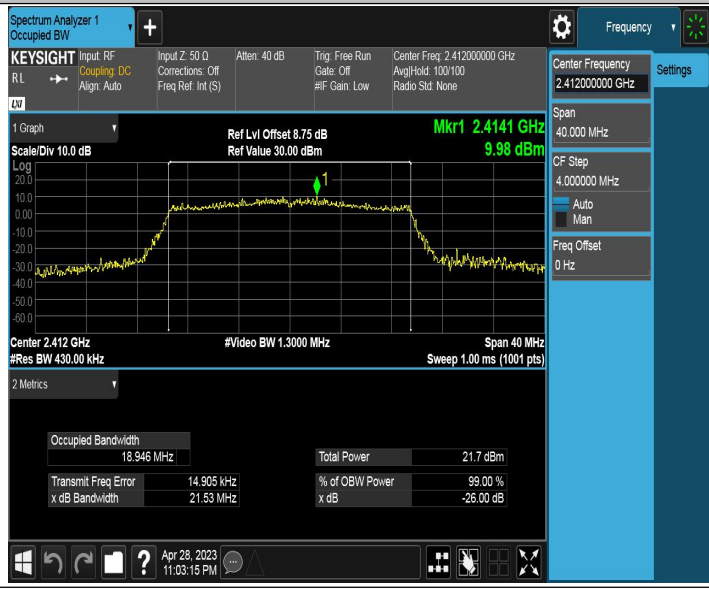 Spectrum Analyzer 1
Occupied BW
+
Frequency
KEYSIGHT
RL
LXI
Input: RF
Coupling: DC
Align: Auto
Input Z: 50 Ω
Corrections: Off
Freq Ref: Int (S)
Atten: 40 dB
Trig: Free Run
Gate: Off
#IF Gain: Low
Center Freq: 2.412000000 GHz
Avg|Hold: 100/100
Radio Std: None
Center Frequency
2.412000000 GHz
Settings
Span
40.000 MHz
CF Step
4.000000 MHz
Auto
Man
Freq Offset
0 Hz
1 Graph
Scale/Div 10.0 dB
Ref Lvl Offset 8.75 dB
Ref Value 30.00 dBm
Mkr1 2.4141 GHz
9.98 dBm
Log
20.0
10.0
0.00
-10.0
-20.0
-30.0
-40.0
-50.0
-60.0
1
Center 2.412 GHz
#Res BW 430.00 kHz
#Video BW 1.3000 MHz
Span 40 MHz
Sweep 1.00 ms (1001 pts)
2 Metrics
Occupied Bandwidth
18.946 MHz
Total Power 21.7 dBm
Transmit Freq Error 14.905 kHz
% of OBW Power 99.00 %
x dB Bandwidth 21.53 MHz
x dB -26.00 dB
?
Apr 28, 2023
11:03:15 PM